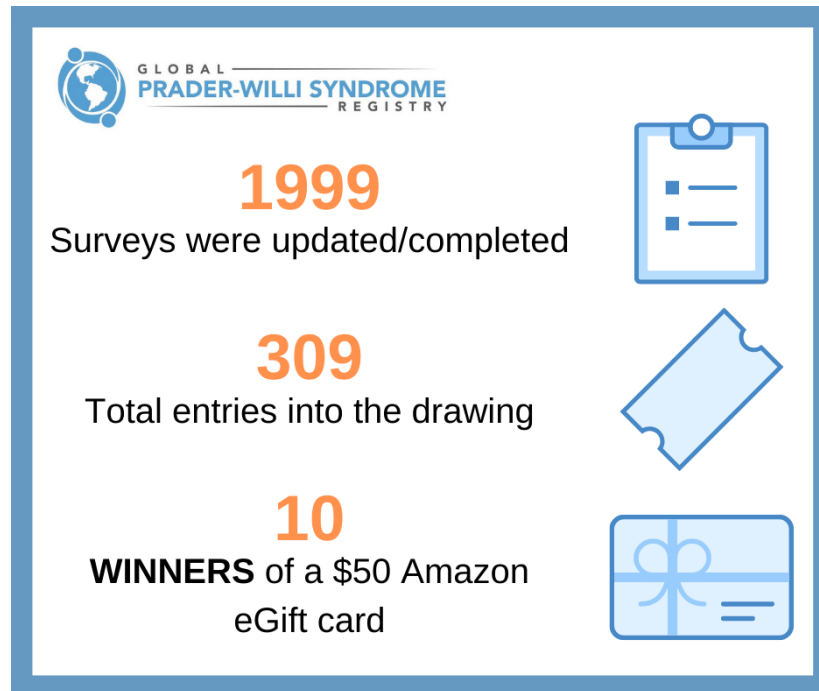 GLOBAL
PRADER-WILLI SYNDROME
REGISTRY
1999
Surveys were updated/completed
309
Total entries into the drawing
10
WINNERS of a $50 Amazon
eGift card